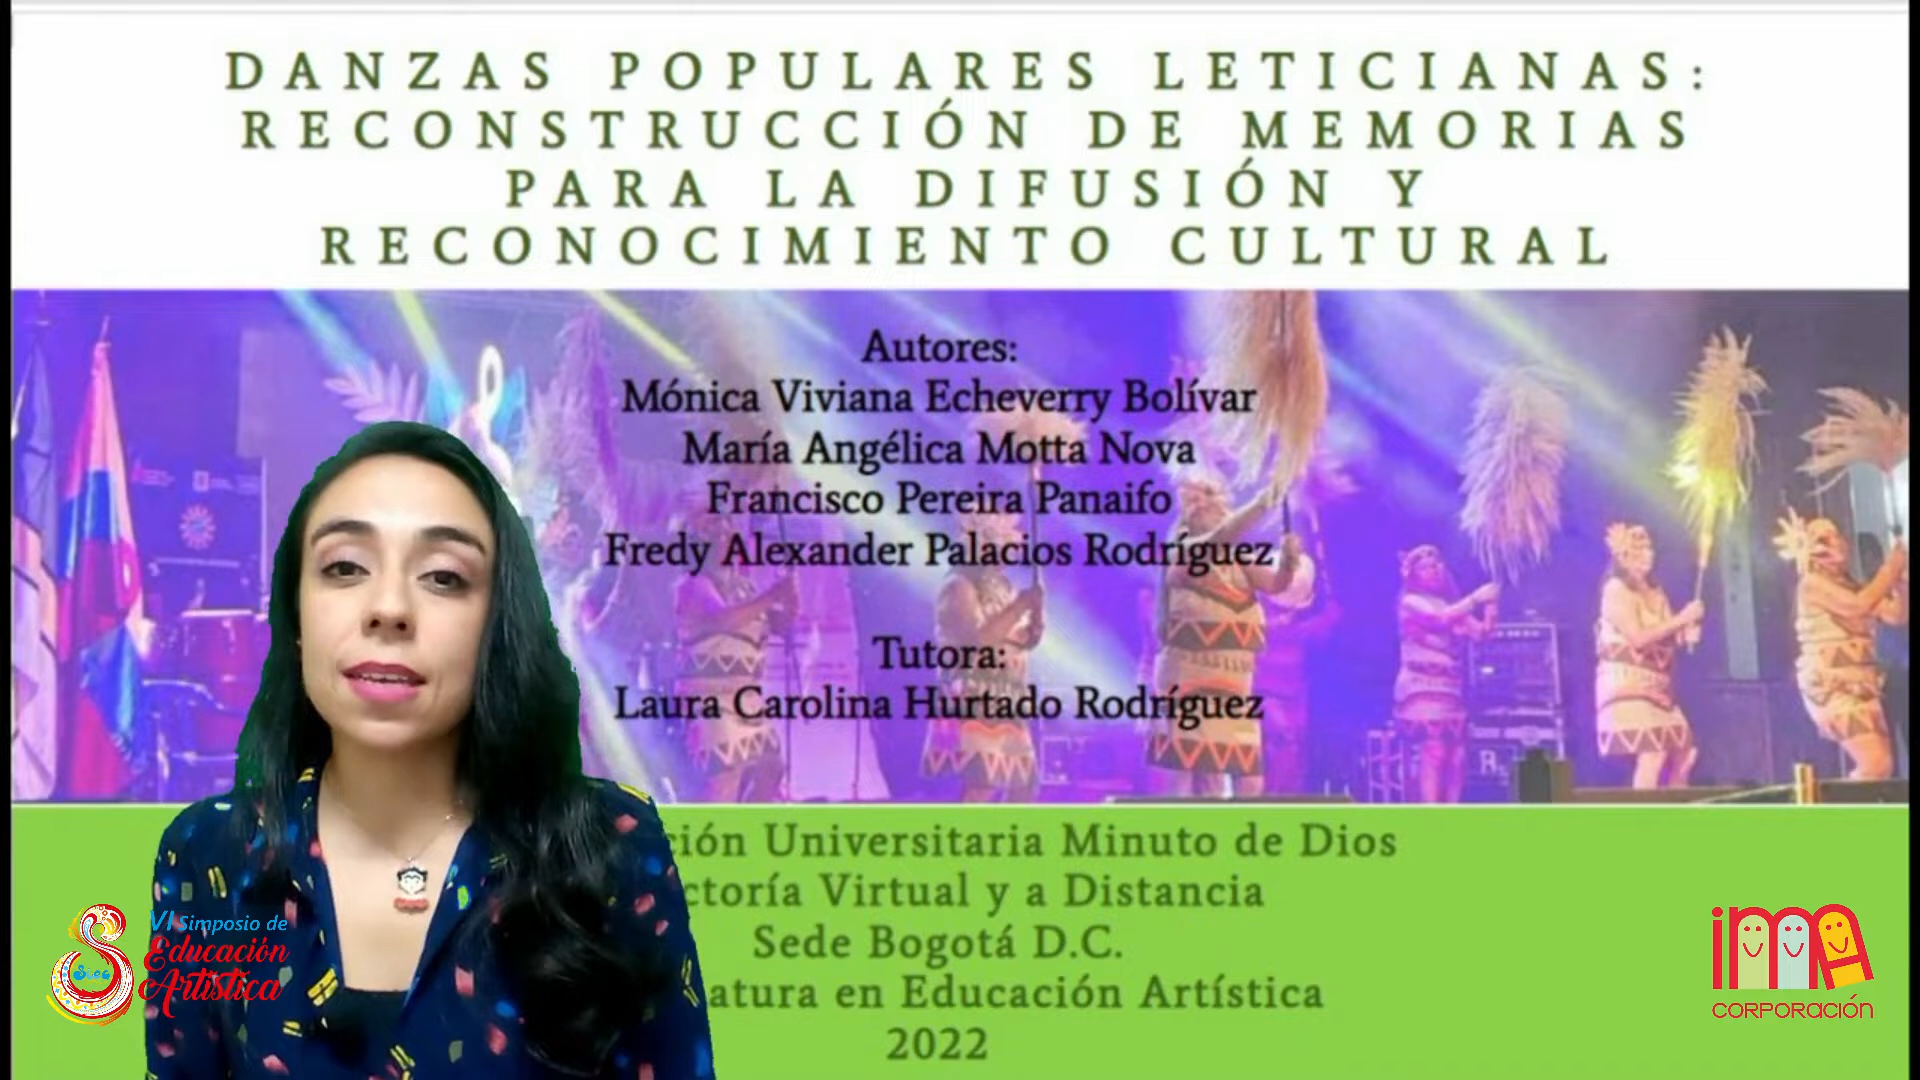 DANZAS POPULARES LETICIANAS:
RECONSTRUCCIÓN DE MEMORIAS
PARA LA DIFUSIÓN Y
RECONOCIMIENTO CULTURAL
Autores:
Mónica Viviana Echeverry Bolívar
María Angélica Motta Nova
Francisco Pereira Panaifo
Fredy Alexander Palacios Rodríguez
Tutora:
Laura Carolina Hurtado Rodríguez
ción Universitaria Minuto de Dios
ctoría Virtual y a Distancia
Sede Bogotá D.C.
atura en Educación Artística
2022
VI Simposio de
Educación
Artística
ima
CORPORACIÓN